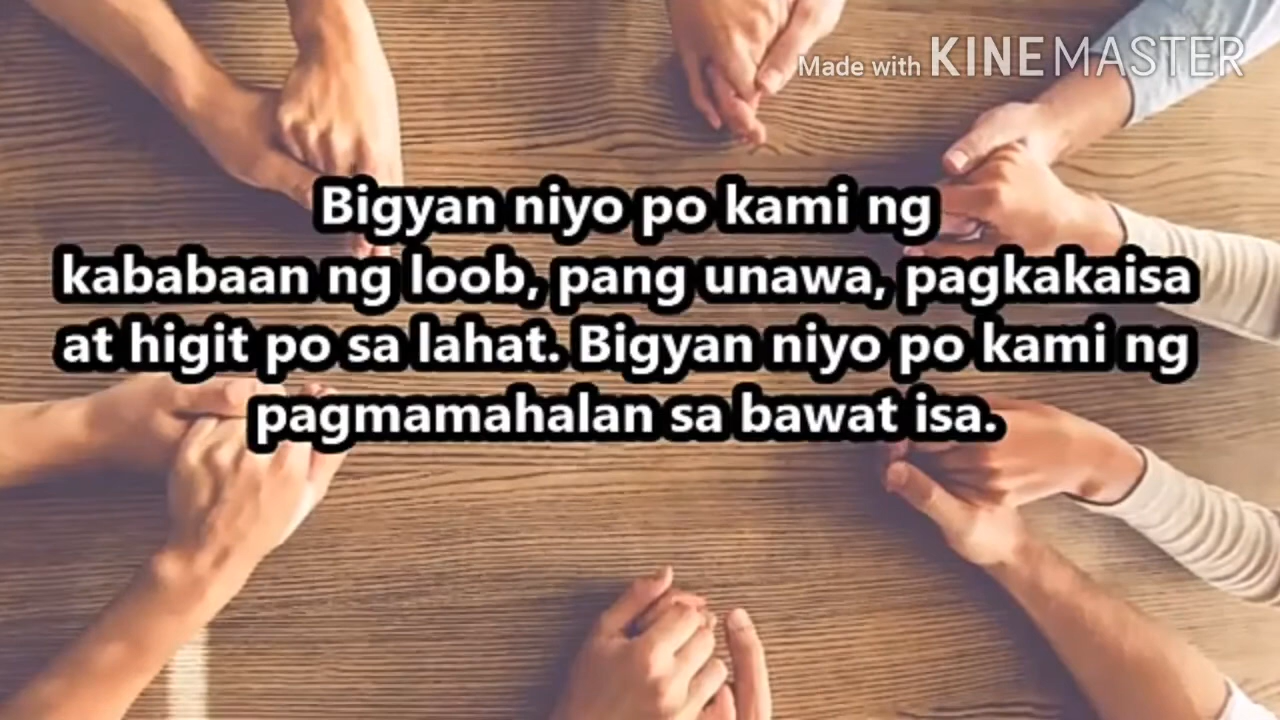 Made with KINEMASTER
Bigyan niyo po kami ng
kababaan ng loob, pang unawa, pagkakaisa
at higit po sa lahat. Bigyan niyo po kami ng
pagmamahalan sa bawat isa.